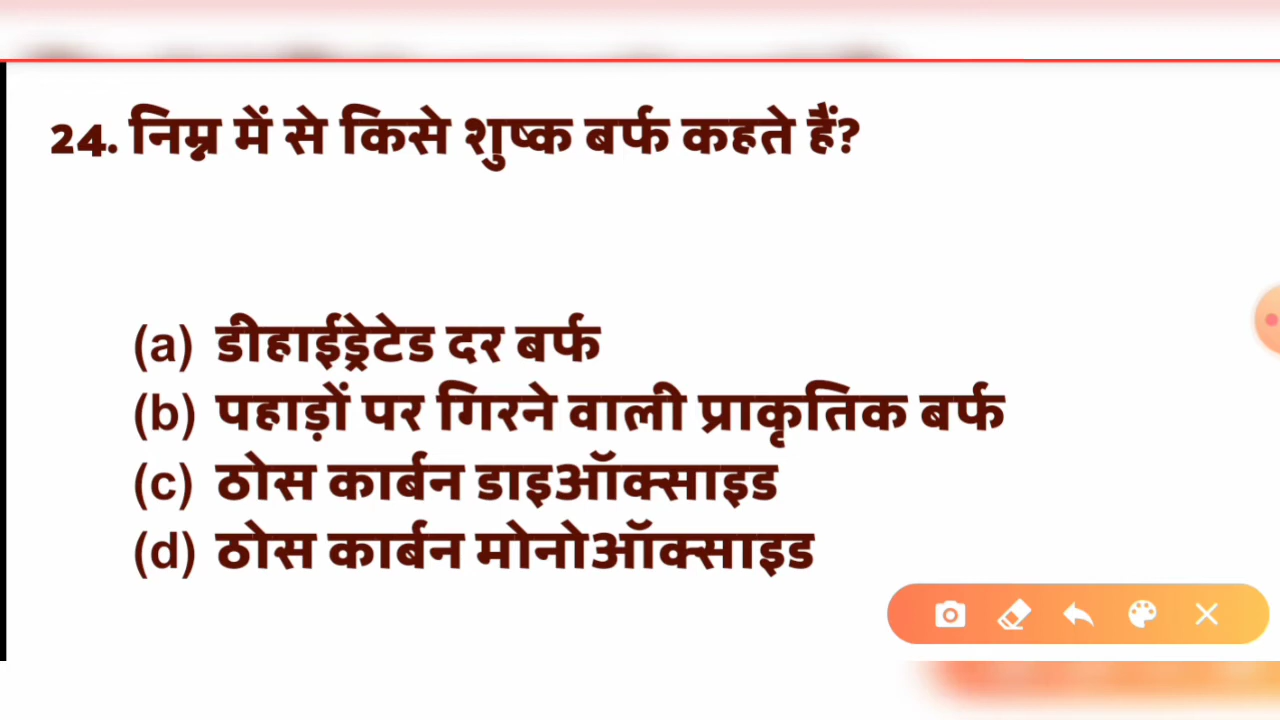 24. निम्न में से किसे शुष्क बर्फ कहते हैं?
(a) डीहाईड्रेटेड दर बर्फ
(b) पहाड़ों पर गिरने वाली प्राकृतिक बर्फ
(c) ठोस कार्बन डाइऑक्साइड
(d) ठोस कार्बन मोनोऑक्साइड